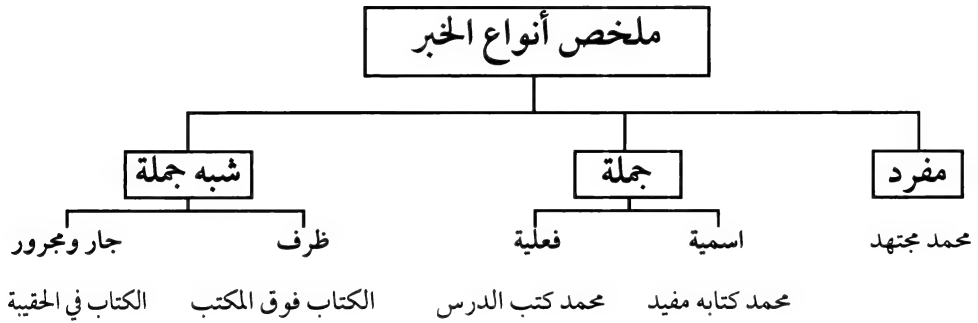 ملخص أنواع الخبر
مفرد جملة شبه جملة
محمد مجتهد اسمية فعلية ظرف جار ومجرور
محمد كتابه مفيد محمد كتب الدرس الكتاب فوق المكتب الكتاب في الحقيبة